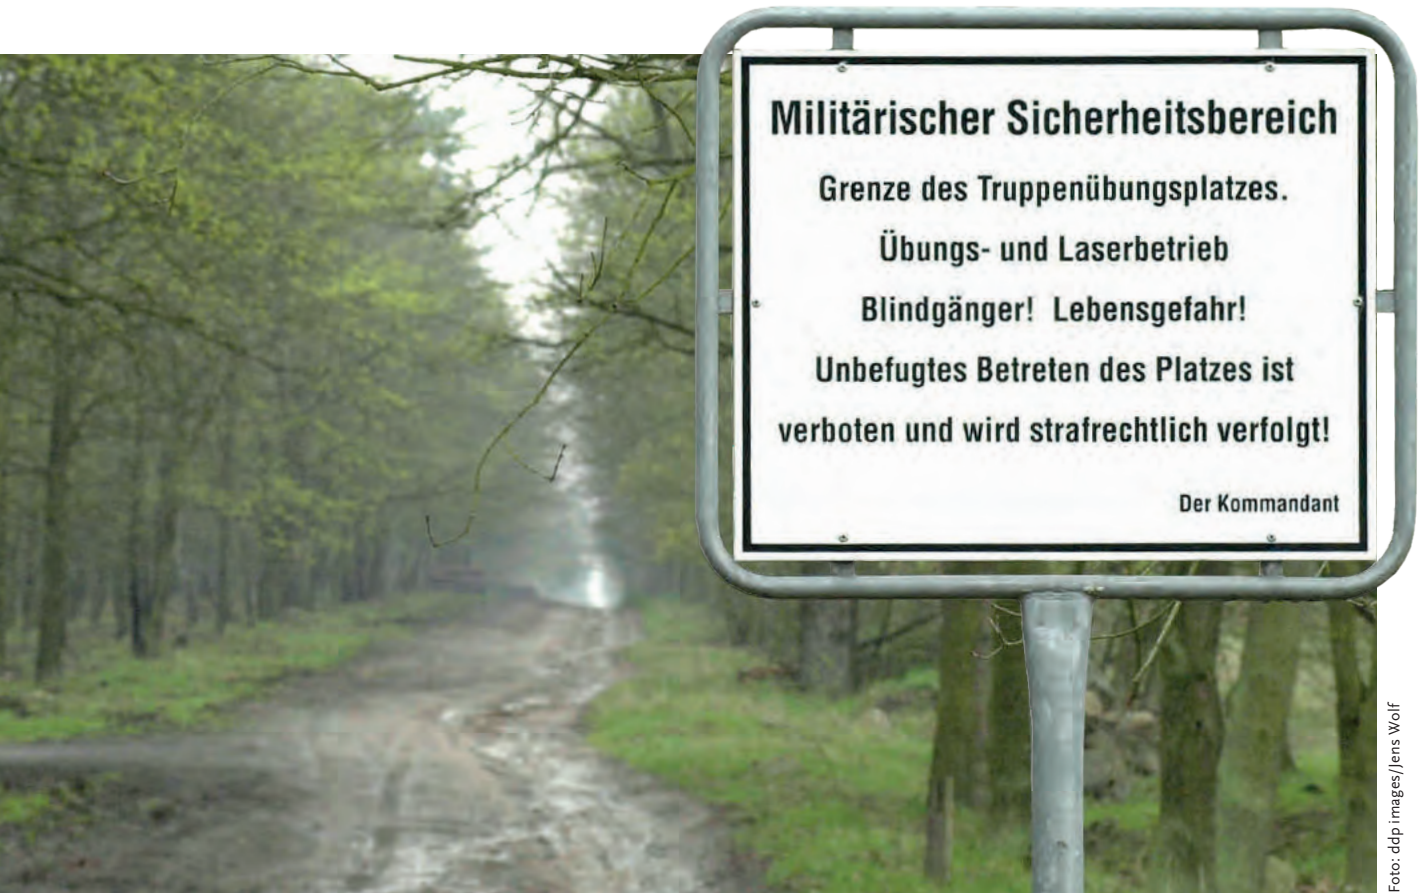 Militärischer Sicherheitsbereich
Grenze des Truppenübungsplatzes.
Übungs- und Laserbetrieb
Blindgänger! Lebensgefahr!
Unbefugtes Betreten des Platzes ist
verboten und wird strafrechtlich verfolgt!
Der Kommandant
Foto: ddp images/Jens Wolf